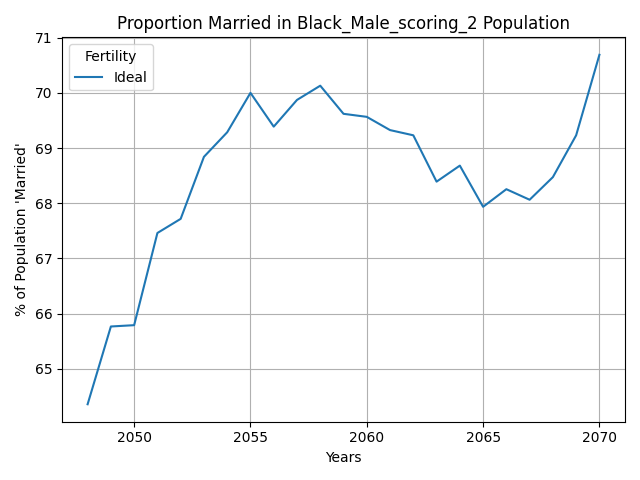 Proportion Married in Black_Male_scoring_2 Population
Fertility
Ideal
71
70
69
68
67
66
65
% of Population 'Married'
2050 2055 2060 2065 2070
Years